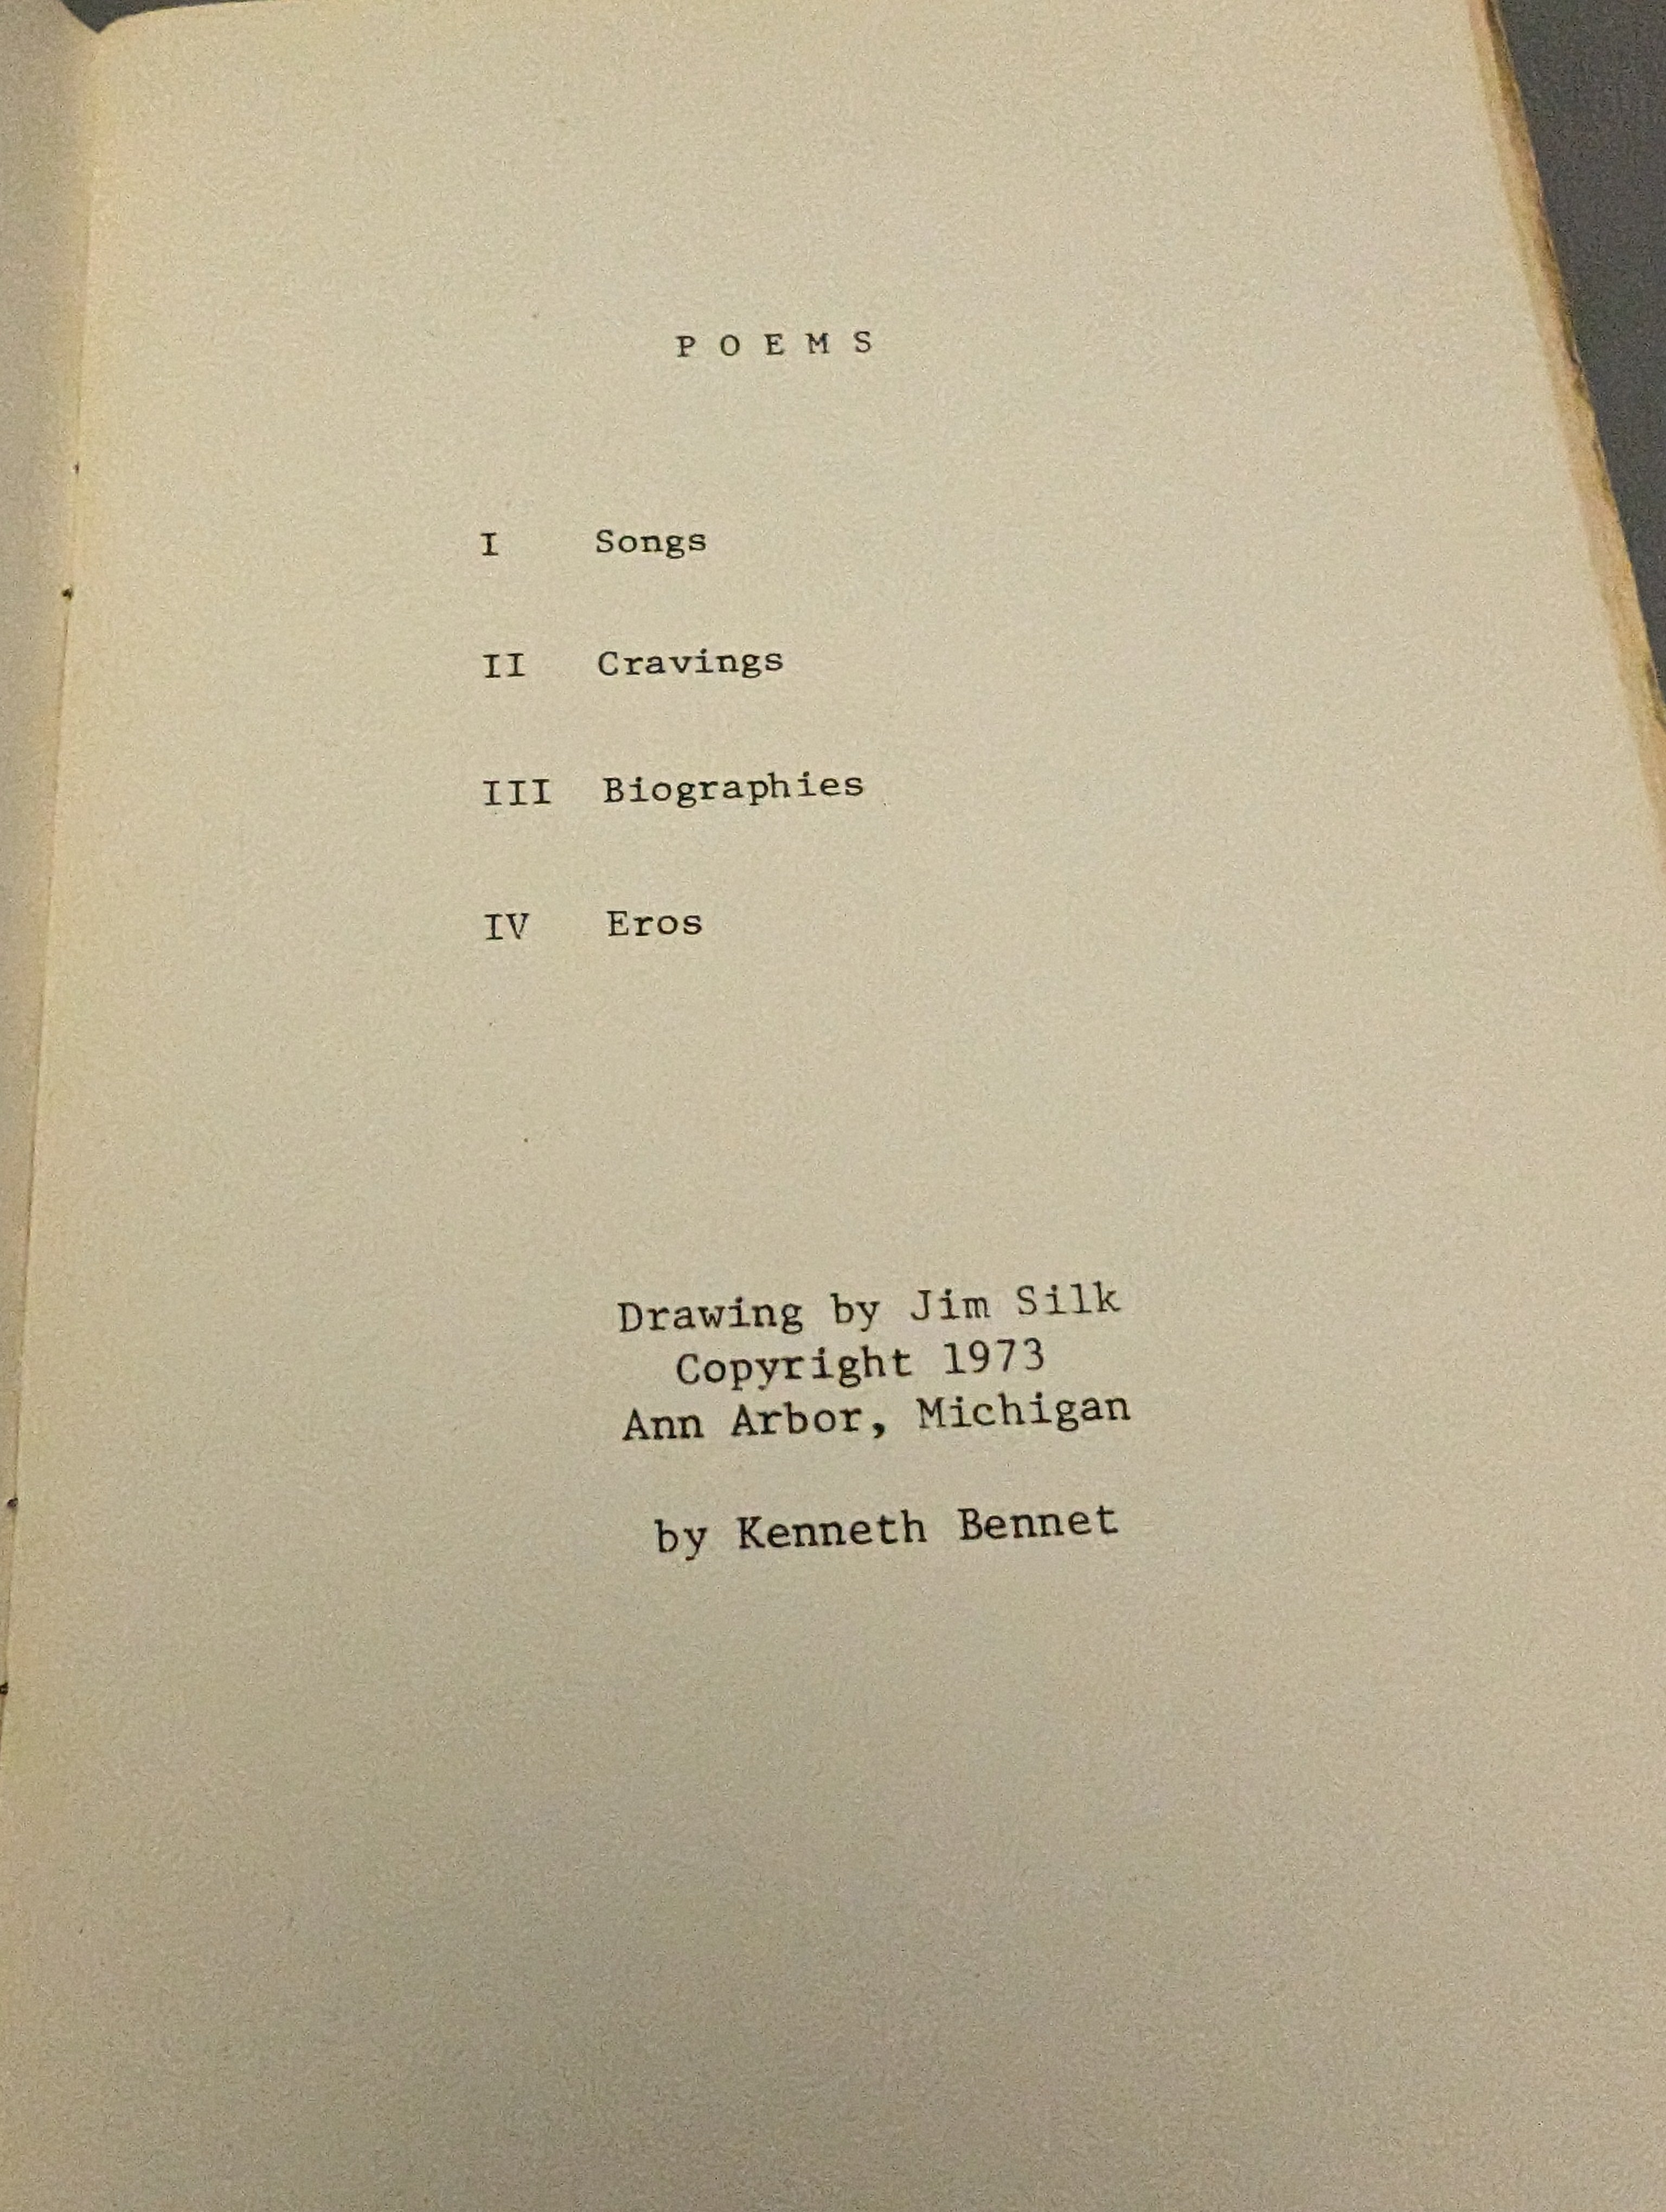 P O E M S
I Songs
II Cravings
III Biographies
IV Eros
Drawing by Jim Silk
Copyright 1973
Ann Arbor, Michigan
by Kenneth Bennet